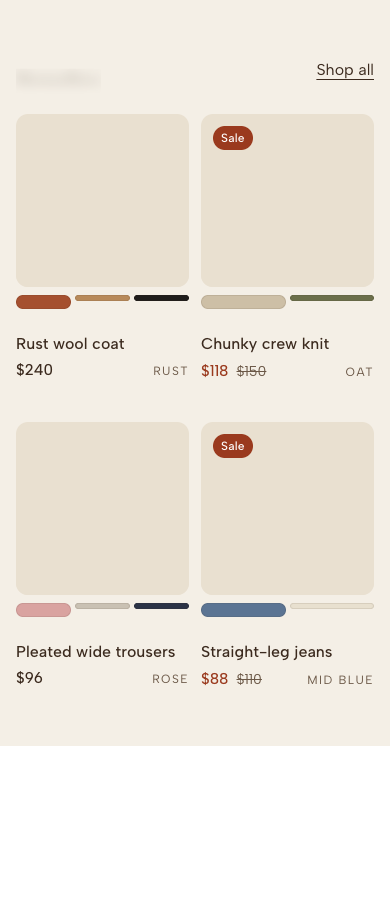 Shop all
Sale
Rust wool coat
$240 RUST
Chunky crew knit
$118 $150 OAT
Sale
Pleated wide trousers
$96 ROSE
Straight-leg jeans
$88 $110 MID BLUE